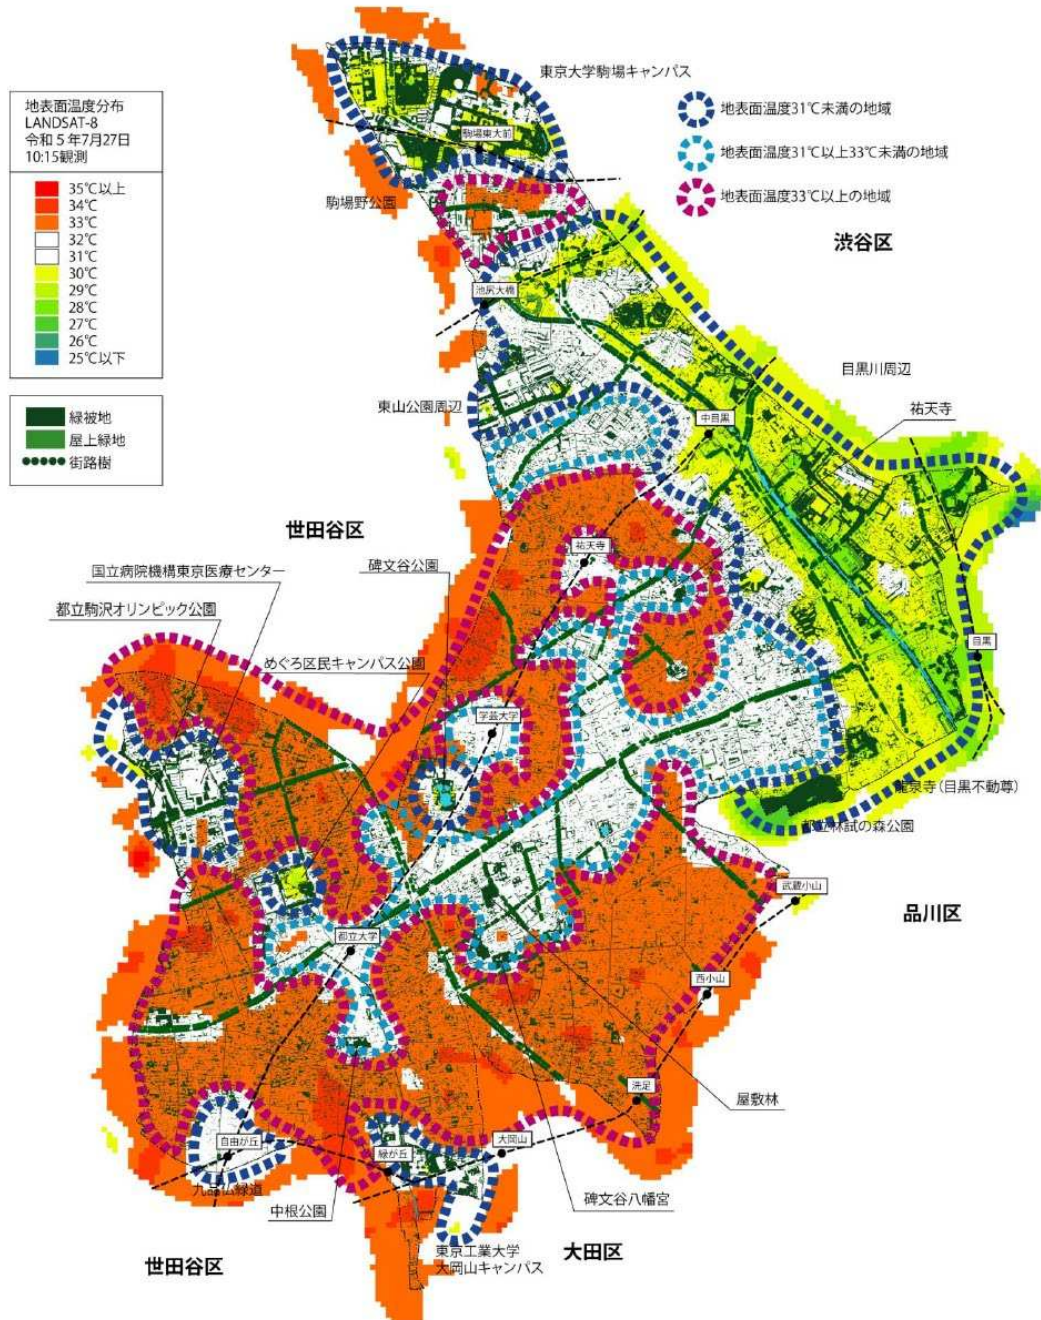 東京大学駒場キャンパス
地表面温度分布
LANDSAT-8
令和5年7月27日
10:15観測
35℃以上
34℃
33℃
32℃
31℃
30℃
29℃
28℃
27℃
26℃
25℃以下
緑被地
屋上緑地
街路樹
地表面温度31℃未満の地域
地表面温度31℃以上33℃未満の地域
地表面温度33℃以上の地域
駒場東大前
駒場野公園
渋谷区
池尻大橋
目黒川周辺
東山公園周辺
祐天寺
中目黒
世田谷区
祐天寺
碑文谷公園
国立病院機構東京医療センター
都立駒沢オリンピック公園
めぐろ区民キャンパス公園
目黒
学芸大学
龍泉寺(目黒不動尊)
都立林試の森公園
武蔵小山
品川区
都立大学
西小山
洗足
屋敷林
自由が丘
緑が丘
大岡山
九品仏緑道
中根公園
碑文谷八幡宮
東京工業大学
大岡山キャンパス
大田区
世田谷区